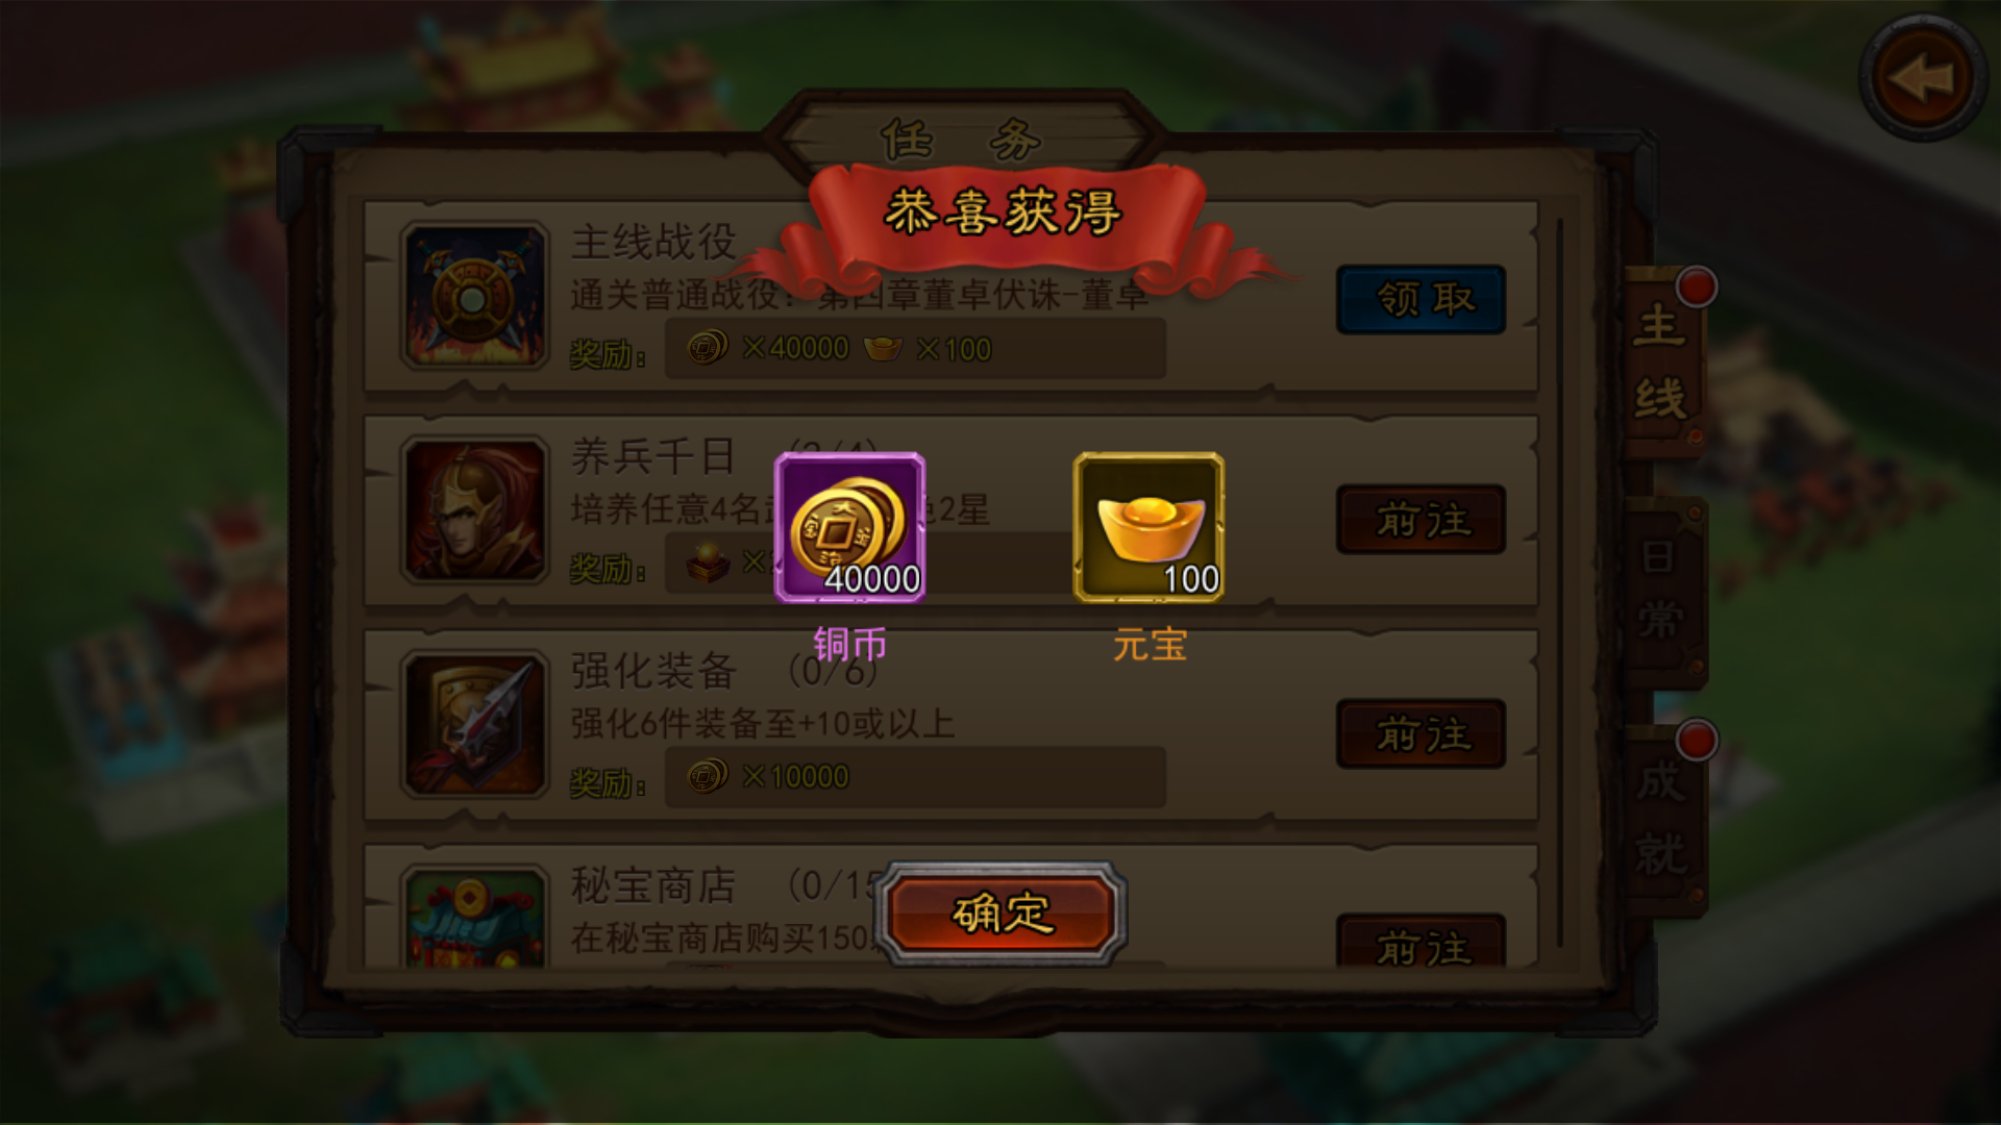 任 务
恭喜获得
主线战役
通关普通战役：第四章董卓伏诛-董卓
奖励：
×40000
×100
领取
养兵千日
培养任意4名
2星
奖励：
×
前往
40000
100
铜币
元宝
强化装备 (0/6)
强化6件装备至+10或以上
奖励：
×10000
前往
秘宝商店 (0/15
在秘宝商店购买150
前往
确定
主线
日常
成就